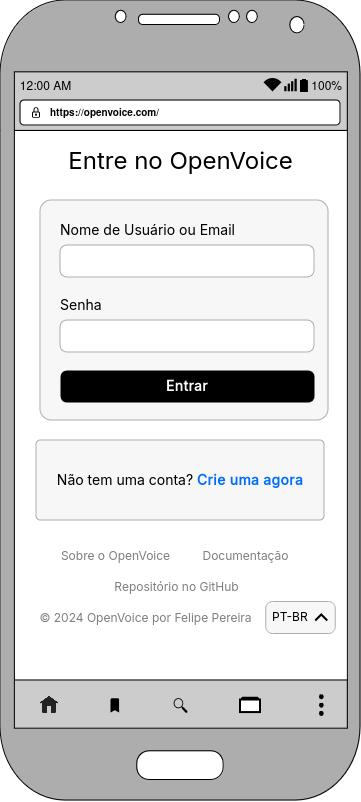 12:00 AM 100%
https://openvoice.com/
Entre no OpenVoice
Nome de Usuário ou Email
Senha
Entrar
Não tem uma conta? Crie uma agora
Sobre o OpenVoice Documentação
Repositório no GitHub
© 2024 OpenVoice por Felipe Pereira PT-BR